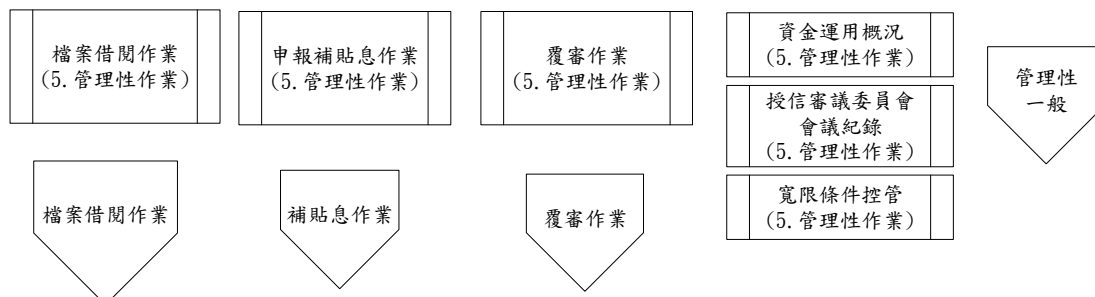 檔案借閱作業
(5.管理性作業)
申報補貼息作業
(5.管理性作業)
覆審作業
(5.管理性作業)
資金運用概況
(5.管理性作業)
授信審議委員會
會議紀錄
(5.管理性作業)
寬限條件控管
(5.管理性作業)
管理性
一般
檔案借閱作業
補貼息作業
覆審作業